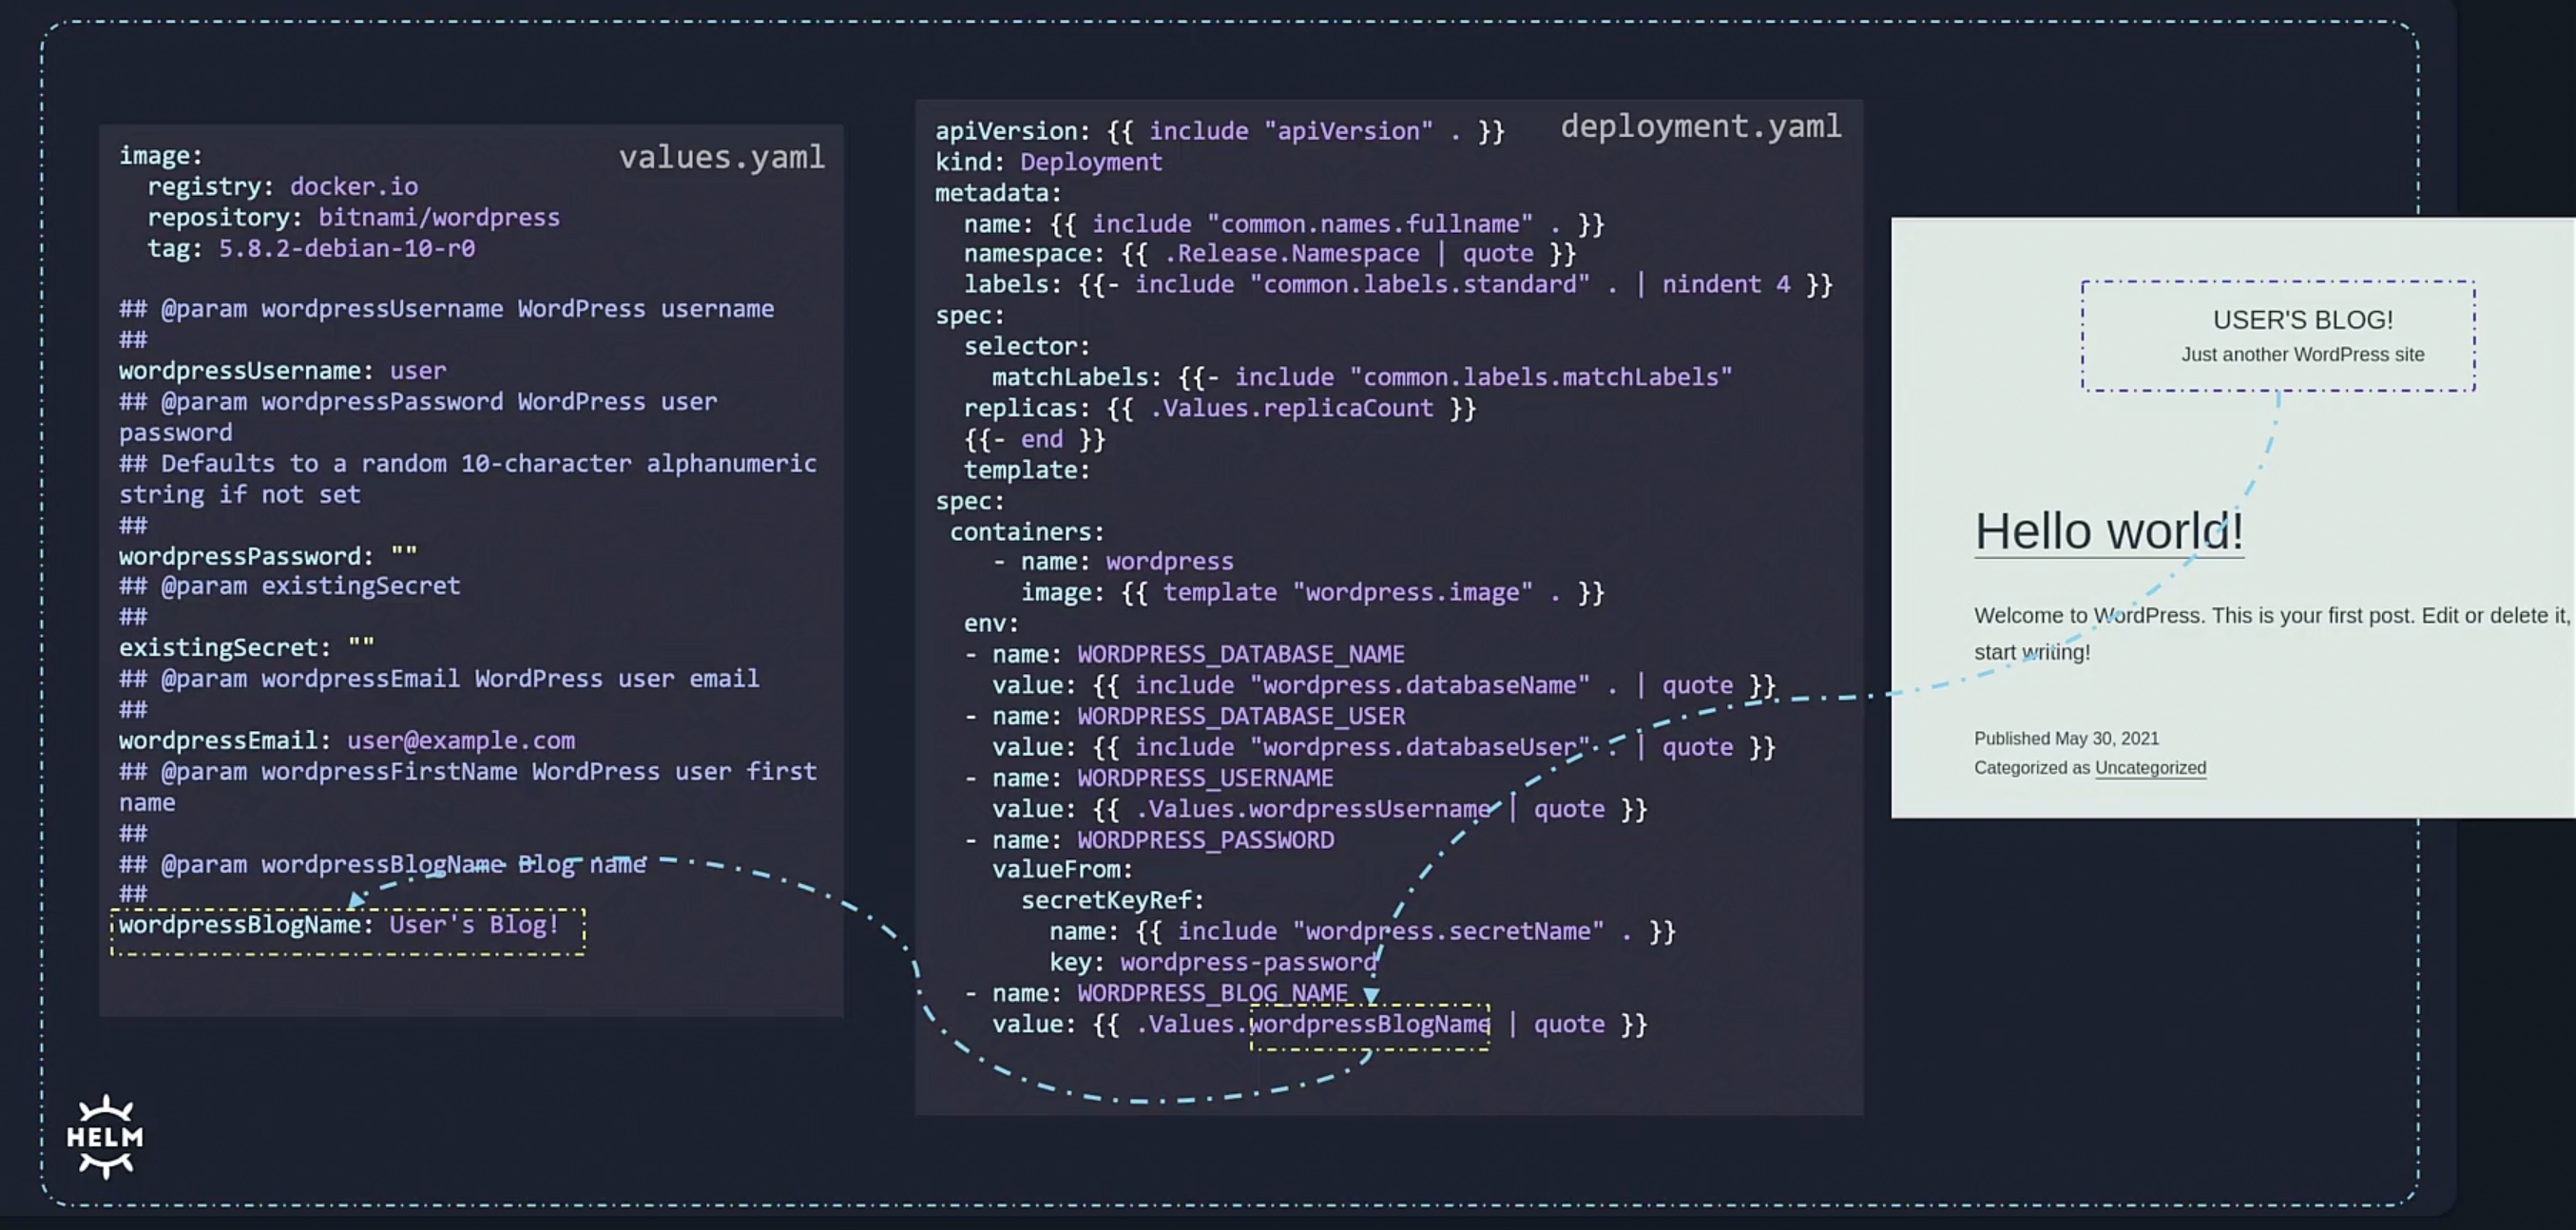 values.yaml
image:
  registry: docker.io
  repository: bitnami/wordpress
  tag: 5.8.2-debian-10-r0
## @param wordpressUsername WordPress username
##
wordpressUsername: user
## @param wordpressPassword WordPress user
password
## Defaults to a random 10-character alphanumeric
string if not set
##
wordpressPassword: ""
## @param existingSecret
##
existingSecret: ""
## @param wordpressEmail WordPress user email
##
wordpressEmail: user@example.com
## @param wordpressFirstName WordPress user first
name
##
## @param wordpressBlogName Blog name
##
wordpressBlogName: User's Blog!
deployment.yaml
apiVersion: {{ include "apiVersion" . }}
kind: Deployment
metadata:
  name: {{ include "common.names.fullname" . }}
  namespace: {{ .Release.Namespace | quote }}
  labels: {{- include "common.labels.standard" . | nindent 4 }}
spec:
  selector:
    matchLabels: {{- include "common.labels.matchLabels"
  replicas: {{ .Values.replicaCount }}
  {{- end }}
  template:
spec:
 containers:
    - name: wordpress
      image: {{ template "wordpress.image" . }}
  env:
  - name: WORDPRESS_DATABASE_NAME
    value: {{ include "wordpress.databaseName" . | quote }}
  - name: WORDPRESS_DATABASE_USER
    value: {{ include "wordpress.databaseUser" . | quote }}
  - name: WORDPRESS_USERNAME
    value: {{ .Values.wordpressUsername | quote }}
  - name: WORDPRESS_PASSWORD
    valueFrom:
      secretKeyRef:
        name: {{ include "wordpress.secretName" . }}
        key: wordpress-password
  - name: WORDPRESS_BLOG_NAME
    value: {{ .Values.wordpressBlogName | quote }}
USER'S BLOG!
Just another WordPress site
Hello world!
Welcome to WordPress. This is your first post. Edit or delete it,
start writing!
Published May 30, 2021
Categorized as Uncategorized
HELM